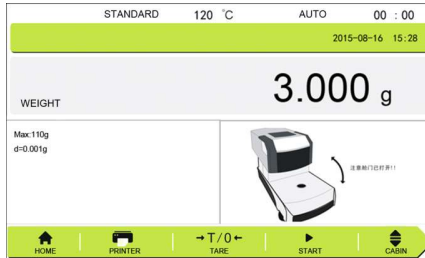 STANDARD 120 °C AUTO 00 : 00
2015-08-16 15:28
WEIGHT 3.000 g
Max:110g
d=0.001g
注意舱门已打开!!
HOME PRINTER →T/0← TARE START CABIN